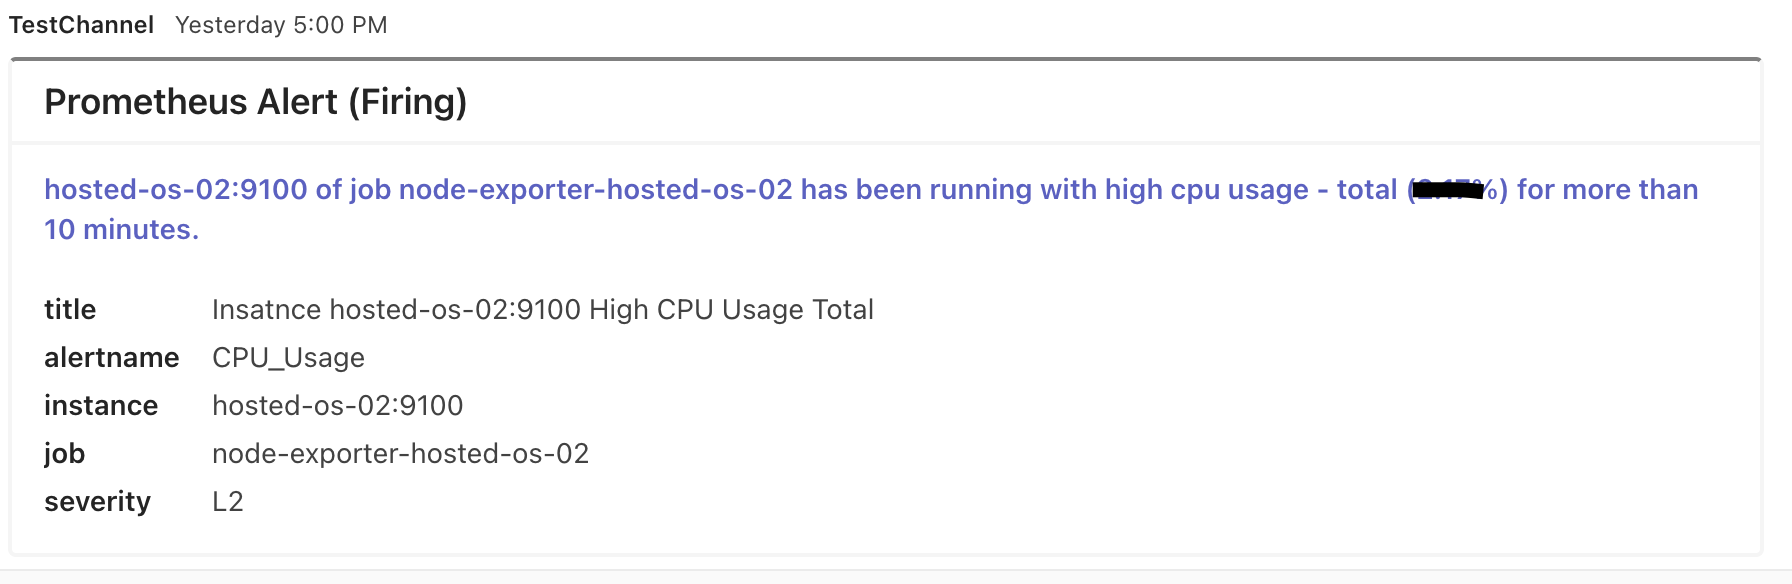 TestChannel Yesterday 5:00 PM
Prometheus Alert (Firing)
hosted-os-02:9100 of job node-exporter-hosted-os-02 has been running with high cpu usage - total (%) for more than
10 minutes.
title Insatnce hosted-os-02:9100 High CPU Usage Total
alertname CPU_Usage
instance hosted-os-02:9100
job node-exporter-hosted-os-02
severity L2